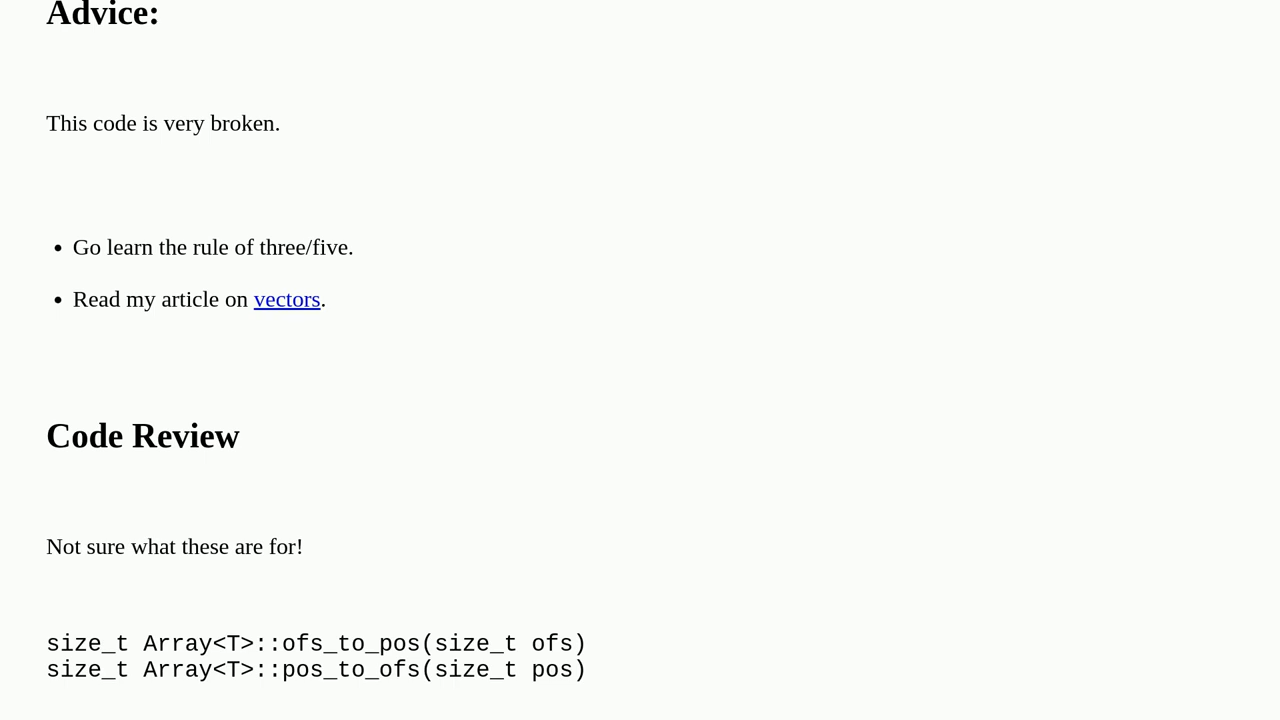 Advice:
This code is very broken.
• Go learn the rule of three/five.
• Read my article on vectors.
Code Review
Not sure what these are for!
size_t Array<T>::ofs_to_pos(size_t ofs)
size_t Array<T>::pos_to_ofs(size_t pos)